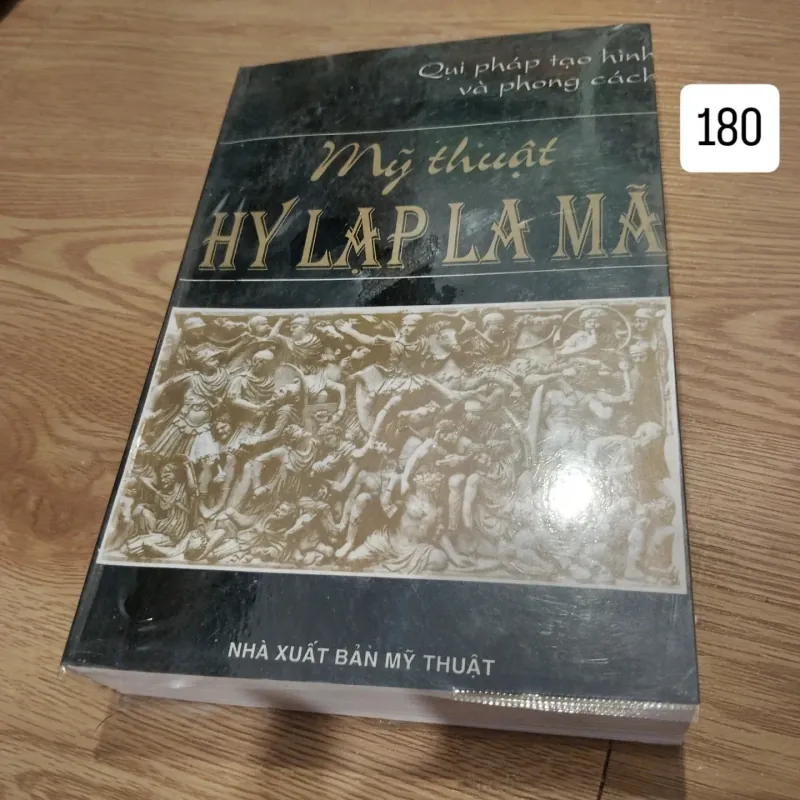 Qui pháp tạo hình
và phong cách
180
Mỹ thuật
HY LẠP LA MÃ
NHÀ XUẤT BẢN MỸ THUẬT